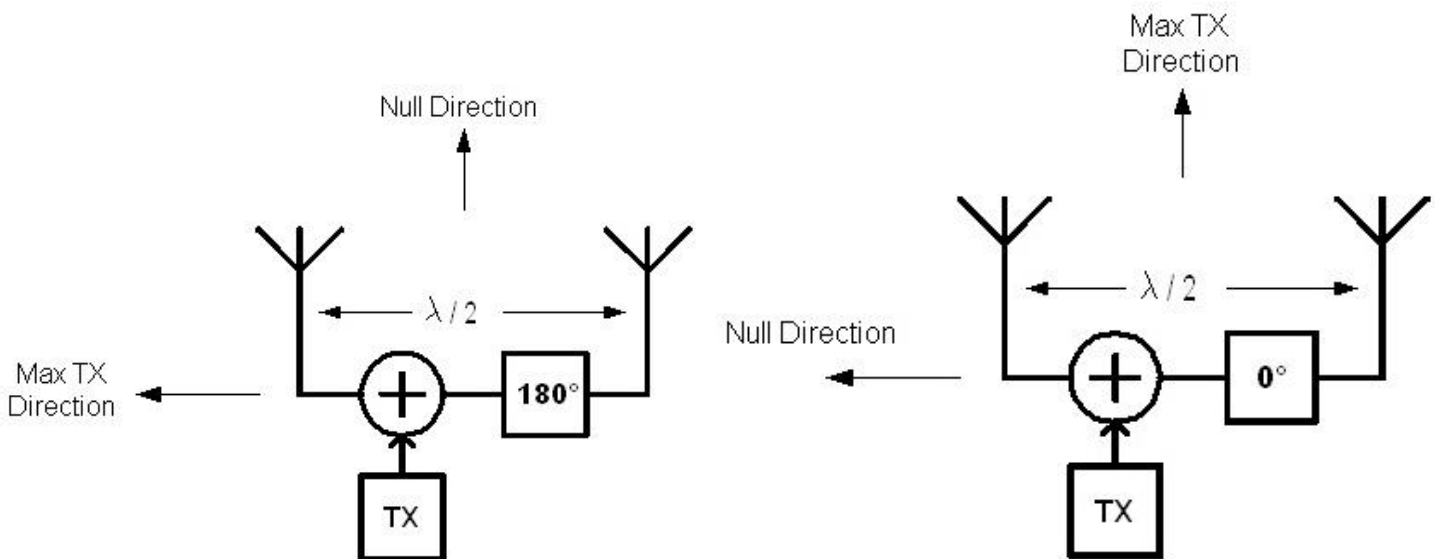 Null Direction
λ / 2
Max TX
Direction
180°
TX
Max TX
Direction
λ / 2
Null Direction
0°
TX